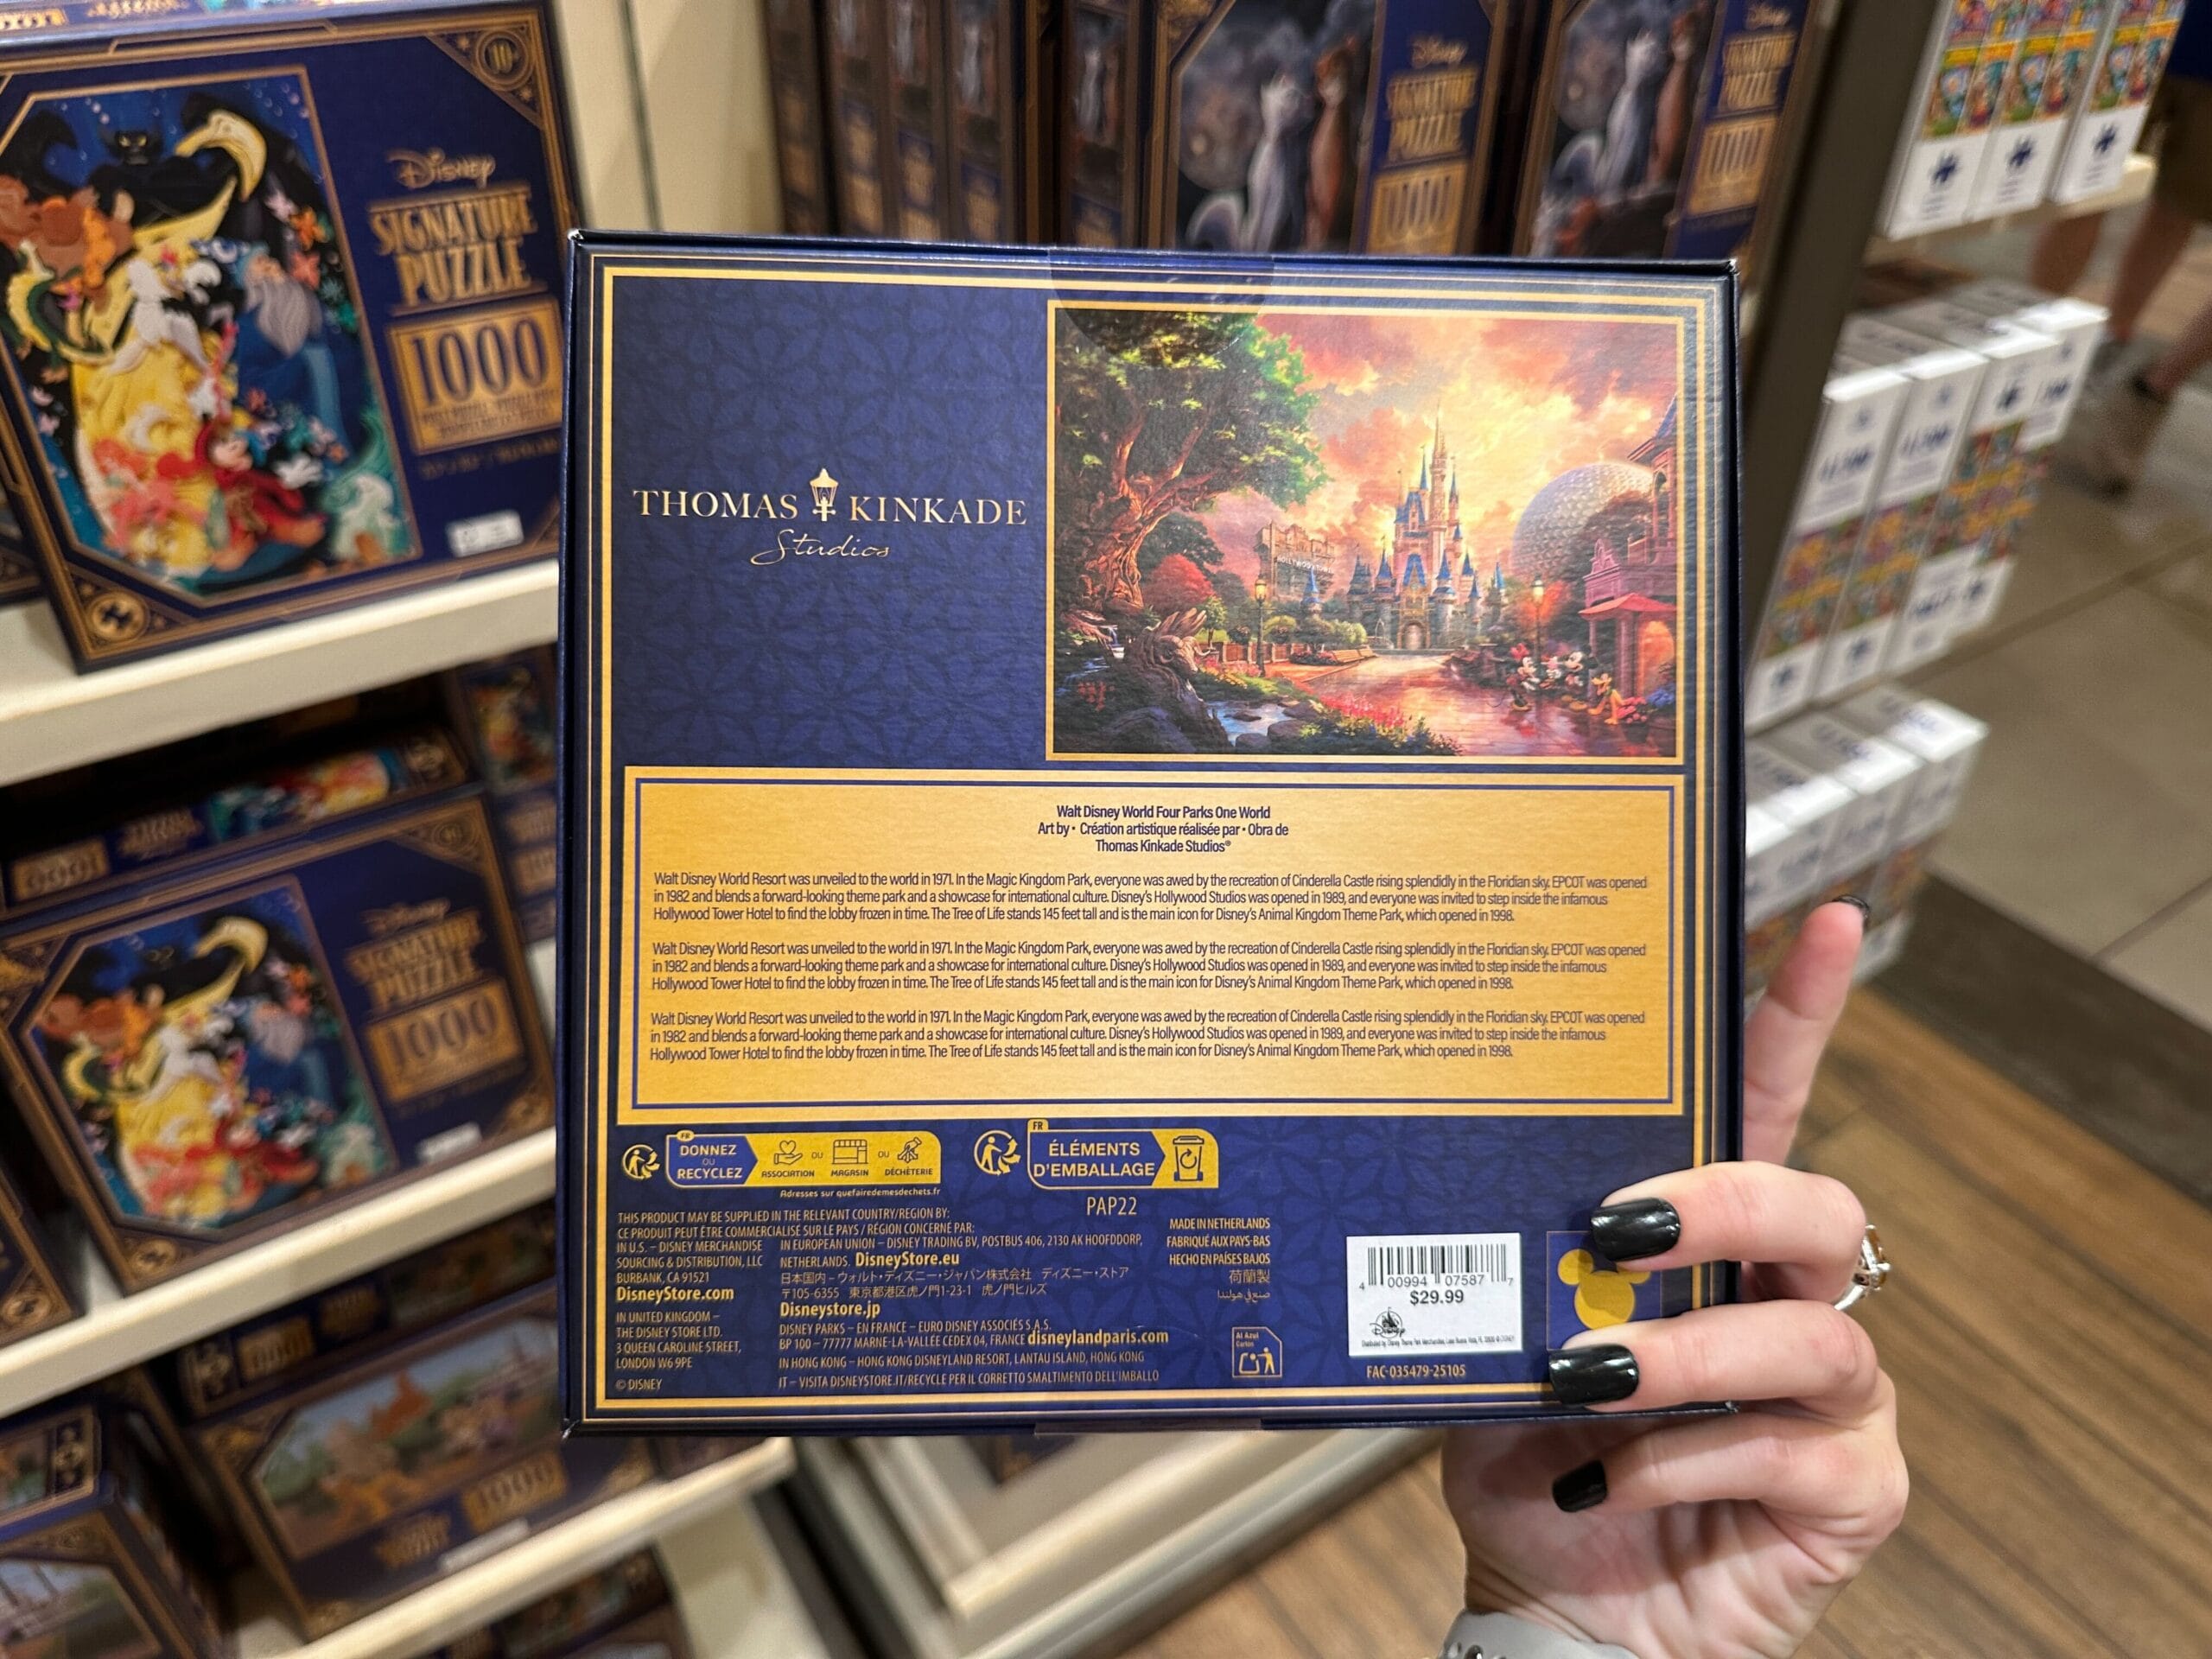 Disney
SIGNATURE
PUZZLE
1000
Disney
SIGNATURE
PUZZLE
1000
Disney
SIGNATURE
PUZZLE
1000
THOMAS KINKADE
Studios
Walt Disney World Four Parks One World
Art by • Création artistique réalisée par • Obra de
Thomas Kinkade Studios®
Walt Disney World Resort was unveiled to the world in 1971. In the Magic Kingdom Park, everyone was awed by the recreation of Cinderella Castle rising splendidly in the Floridian sky. EPCOT was opened
in 1982 and blends a forward-looking theme park and a showcase for international culture. Disney's Hollywood Studios was opened in 1989, and everyone was invited to step inside the infamous
Hollywood Tower Hotel to find the lobby frozen in time. The Tree of Life stands 145 feet tall and is the main icon for Disney's Animal Kingdom Theme Park, which opened in 1998.
Walt Disney World Resort was unveiled to the world in 1971. In the Magic Kingdom Park, everyone was awed by the recreation of Cinderella Castle rising splendidly in the Floridian sky. EPCOT was opened
in 1982 and blends a forward-looking theme park and a showcase for international culture. Disney's Hollywood Studios was opened in 1989, and everyone was invited to step inside the infamous
Hollywood Tower Hotel to find the lobby frozen in time. The Tree of Life stands 145 feet tall and is the main icon for Disney's Animal Kingdom Theme Park, which opened in 1998.
Walt Disney World Resort was unveiled to the world in 1971. In the Magic Kingdom Park, everyone was awed by the recreation of Cinderella Castle rising splendidly in the Floridian sky. EPCOT was opened
in 1982 and blends a forward-looking theme park and a showcase for international culture. Disney's Hollywood Studios was opened in 1989, and everyone was invited to step inside the infamous
Hollywood Tower Hotel to find the lobby frozen in time. The Tree of Life stands 145 feet tall and is the main icon for Disney's Animal Kingdom Theme Park, which opened in 1998.
FR
DONNEZ
OU
RECYCLEZ
ASSOCIATION
OU
MAGASIN
OU
DÉCHÈTERIE
Adresses sur quefairedemesdechets.fr
FR
ÉLÉMENTS
D'EMBALLAGE
PAP22
THIS PRODUCT MAY BE SUPPLIED IN THE RELEVANT COUNTRY/REGION BY:
CE PRODUIT PEUT ÊTRE COMMERCIALISÉ SUR LE PAYS / RÉGION CONCERNÉ PAR:
IN U.S. – DISNEY MERCHANDISE
SOURCING & DISTRIBUTION, LLC
BURBANK, CA 91521
DisneyStore.com
IN UNITED KINGDOM –
THE DISNEY STORE LTD.
3 QUEEN CAROLINE STREET,
LONDON W6 9PE
© DISNEY
IN EUROPEAN UNION – DISNEY TRADING BV, POSTBUS 406, 2130 AK HOOFDDORP,
NETHERLANDS. DisneyStore.eu
日本国内 – ウォルト・ディズニー・ジャパン株式会社 ディズニー・ストア
〒105-6355 東京都港区虎ノ門1-23-1 虎ノ門ヒルズ
Disneystore.jp
DISNEY PARKS – EN FRANCE – EURO DISNEY ASSOCIÉS S.A.S.
BP 100 – 77777 MARNE-LA-VALLÉE CEDEX 04, FRANCE disneylandparis.com
IN HONG KONG – HONG KONG DISNEYLAND RESORT, LANTAU ISLAND, HONG KONG
IT – VISITA DISNEYSTORE.IT/RECYCLE PER IL CORRETTO SMALTIMENTO DELL'IMBALLO
MADE IN NETHERLANDS
FABRIQUÉ AUX PAYS-BAS
HECHO EN PAÍSES BAJOS
荷蘭製
صنع في هولندا
Al Azul
Cartón
4 00994 07587 7
$29.99
Disney
FAC-035479-25105